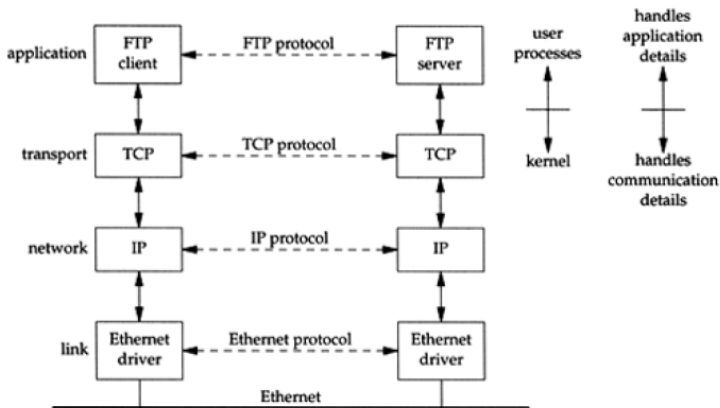 application
FTP
client
FTP protocol
FTP
server
user
processes
handles
application
details
transport
TCP
TCP protocol
TCP
kernel
handles
communication
details
network
IP
IP protocol
IP
link
Ethernet
driver
Ethernet protocol
Ethernet
driver
Ethernet